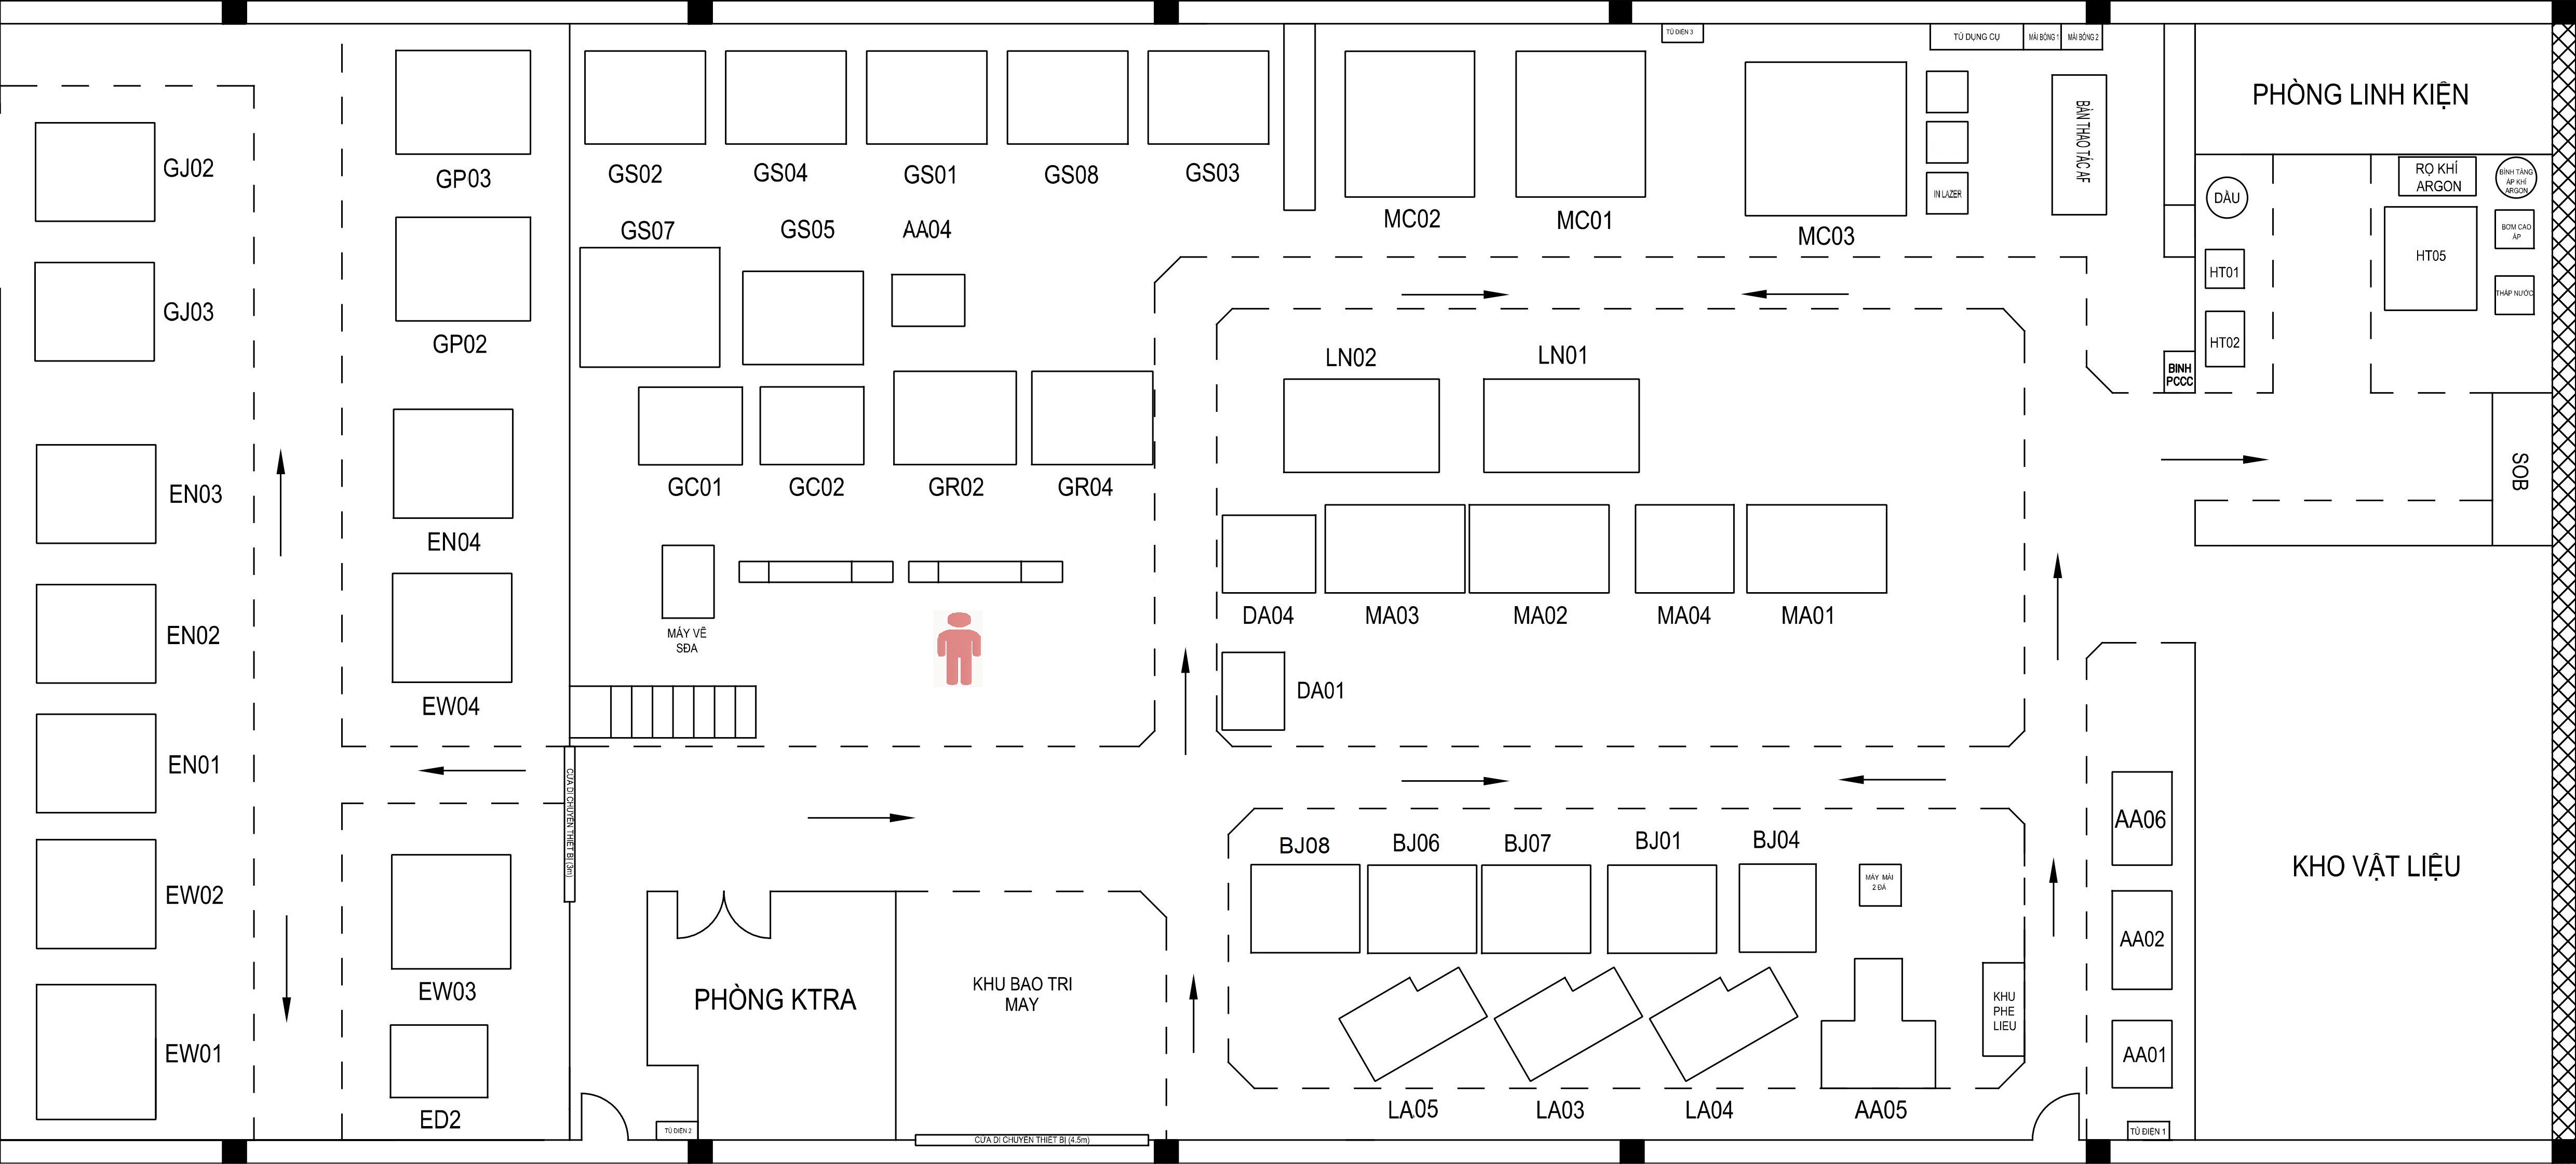 TỦ ĐIỆN 3
TỦ DỤNG CỤ
MÀI BÓNG 1
MÀI BÓNG 2
PHÒNG LINH KIỆN
BÀN THAO TÁC AF
IN LAZER
GJ02
GP03
GS02
GS04
GS01
GS08
GS03
MC02
MC01
MC03
RỌ KHÍ
ARGON
BÌNH TĂNG
ÁP KHÍ
ARGON
DẦU
BƠM CAO
ÁP
HT05
HT01
THÁP NƯỚC
HT02
GJ03
GP02
GS07
GS05
AA04
LN02
LN01
BINH
PCCC
SOB
EN03
EN04
GC01
GC02
GR02
GR04
EN02
EW04
MÁY VẼ
SĐA
DA04
MA03
MA02
MA04
MA01
DA01
EN01
CỬA DI CHUYỂN THIẾT BỊ (3m)
BJ08
BJ06
BJ07
BJ01
BJ04
MÁY MÀI
2 ĐÁ
AA06
KHO VẬT LIỆU
EW02
EW03
PHÒNG KTRA
KHU BAO TRI
MAY
KHU
PHE
LIEU
AA02
EW01
ED2
AA01
LA05
LA03
LA04
AA05
TỦ ĐIỆN 2
CỬA DI CHUYỂN THIẾT BỊ (4.5m)
TỦ ĐIỆN 1